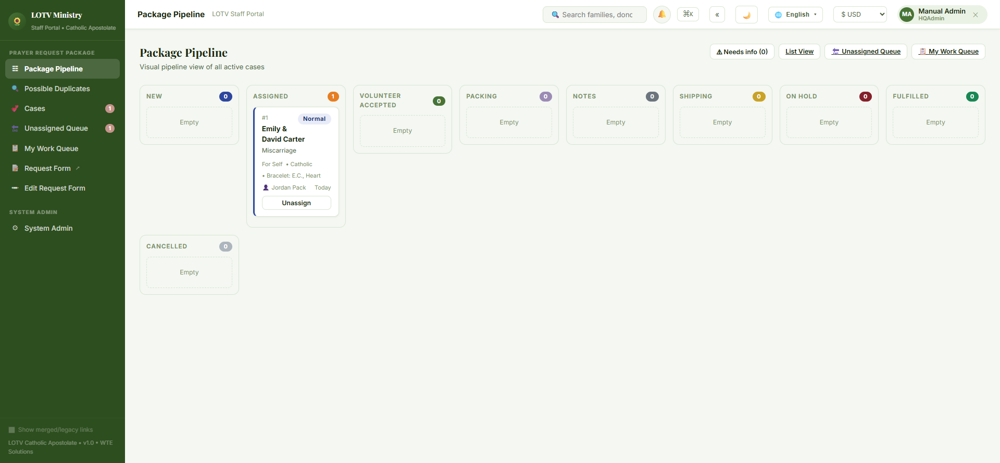 LOTV Ministry
Staff Portal • Catholic Apostolate
PRAYER REQUEST PACKAGE
Package Pipeline
Possible Duplicates
Cases 1
Unassigned Queue 1
My Work Queue
Request Form ↗
Edit Request Form
SYSTEM ADMIN
System Admin
Show merged/legacy links
LOTV Catholic Apostolate • v1.0 • WTE
Solutions
Package Pipeline LOTV Staff Portal
Search families, donc
⌘K
«
English
$ USD
MA
Manual Admin
HQAdmin
Package Pipeline
Visual pipeline view of all active cases
⚠ Needs info (0)
List View
Unassigned Queue
My Work Queue
NEW 0
Empty
ASSIGNED 1
#1
Normal
Emily &
David Carter
Miscarriage
For Self • Catholic
• Bracelet: E.C., Heart
Jordan Pack Today
Unassign
VOLUNTEER
ACCEPTED
0
Empty
PACKING 0
Empty
NOTES 0
Empty
SHIPPING 0
Empty
ON HOLD 0
Empty
FULFILLED 0
Empty
CANCELLED 0
Empty